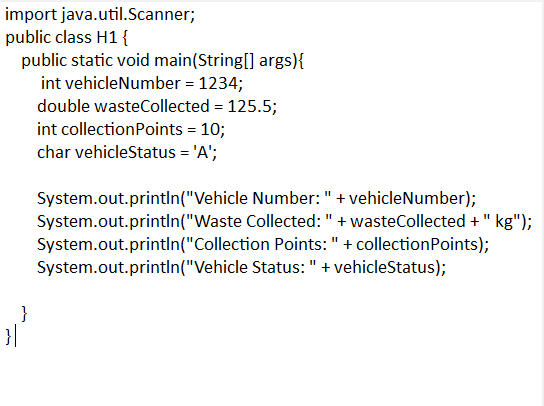 import java.util.Scanner;
public class H1 {
public static void main(String[] args){
int vehicleNumber = 1234;
double wasteCollected = 125.5;
int collectionPoints = 10;
char vehicleStatus = 'A';
System.out.println("Vehicle Number: " + vehicleNumber);
System.out.println("Waste Collected: " + wasteCollected + " kg");
System.out.println("Collection Points: " + collectionPoints);
System.out.println("Vehicle Status: " + vehicleStatus);
}
}